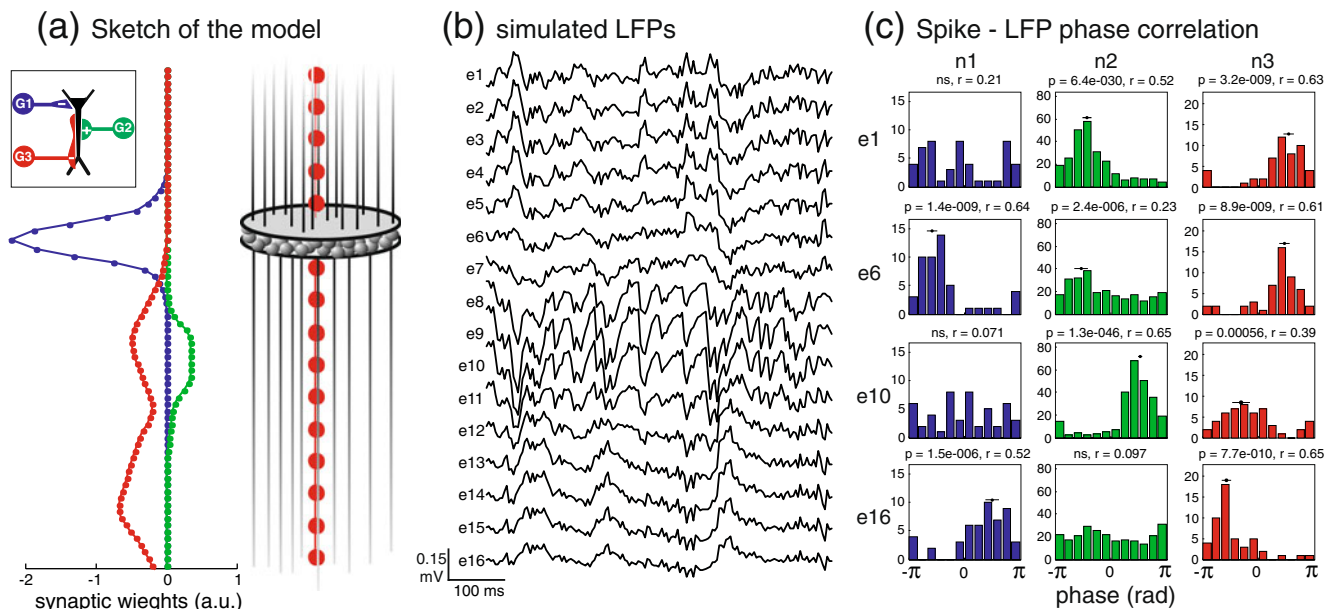 (a) Sketch of the model
G1
G2
G3
-2 -1 0 1
synaptic wieghts (a.u.)
(b) simulated LFPs
e1
e2
e3
e4
e5
e6
e7
e8
e9
e10
e11
e12
e13
e14
e15
e16
0.15
mV
100 ms
(c) Spike - LFP phase correlation
n1 n2 n3
ns, r = 0.21 p = 6.4e-030, r = 0.52 p = 3.2e-009, r = 0.63
e1
15 10 5 0
80 60 40 20 0
20 15 10 5 0
p = 1.4e-009, r = 0.64 p = 2.4e-006, r = 0.23 p = 8.9e-009, r = 0.61
e6
15 10 5 0
80 60 40 20 0
20 15 10 5 0
ns, r = 0.071 p = 1.3e-046, r = 0.65 p = 0.00056, r = 0.39
e10
15 10 5 0
80 60 40 20 0
20 15 10 5 0
p = 1.5e-006, r = 0.52 ns, r = 0.097 p = 7.7e-010, r = 0.65
e16
15 10 5 0
80 60 40 20 0
20 15 10 5 0
-π 0 π -π 0 π -π 0 π
phase (rad)